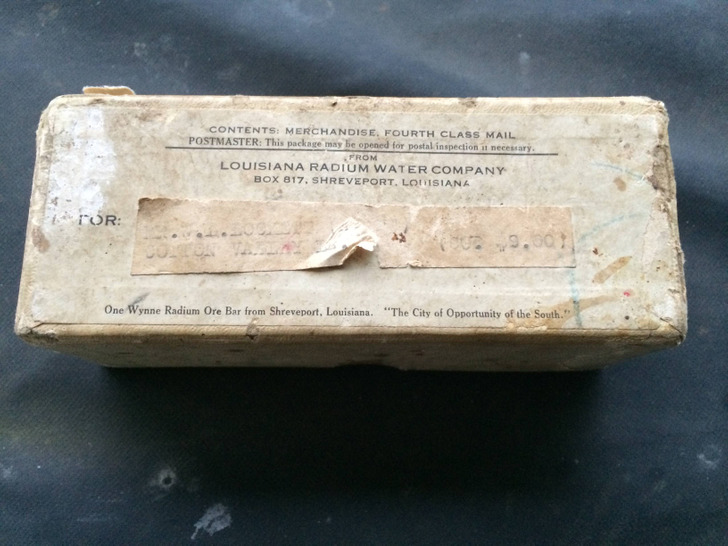 CONTENTS: MERCHANDISE, FOURTH CLASS MAIL
POSTMASTER: This package may be opened for postal inspection if necessary.
FROM
LOUISIANA RADIUM WATER COMPANY
BOX 817, SHREVEPORT, LOUISIANA
FOR:
One Wynne Radium Ore Bar from Shreveport, Louisiana. "The City of Opportunity of the South."